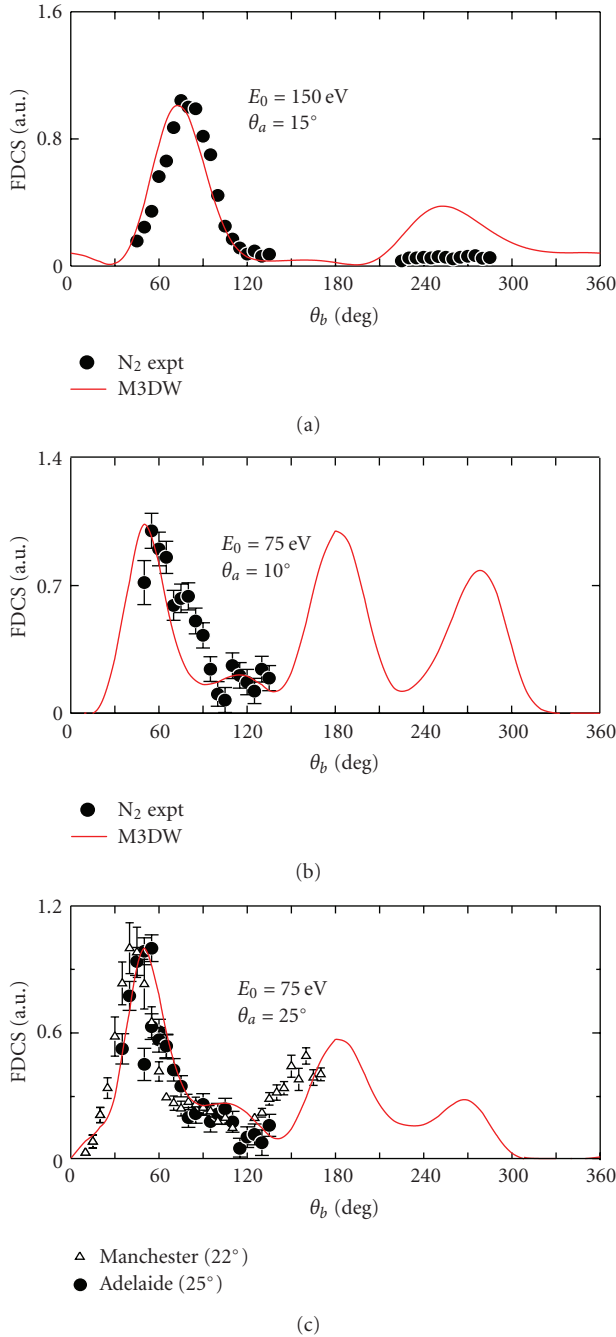 1.6
E₀ = 150 eV
θₐ = 15°
0.8
FDCS (a.u.)
0
0 60 120 180 240 300 360
θ_b (deg)
N₂ expt
M3DW
(a)
1.4
E₀ = 75 eV
θₐ = 10°
0.7
FDCS (a.u.)
0
0 60 120 180 240 300 360
θ_b (deg)
N₂ expt
M3DW
(b)
1.2
E₀ = 75 eV
θₐ = 25°
0.6
FDCS (a.u.)
0
0 60 120 180 240 300 360
θ_b (deg)
Manchester (22°)
Adelaide (25°)
(c)